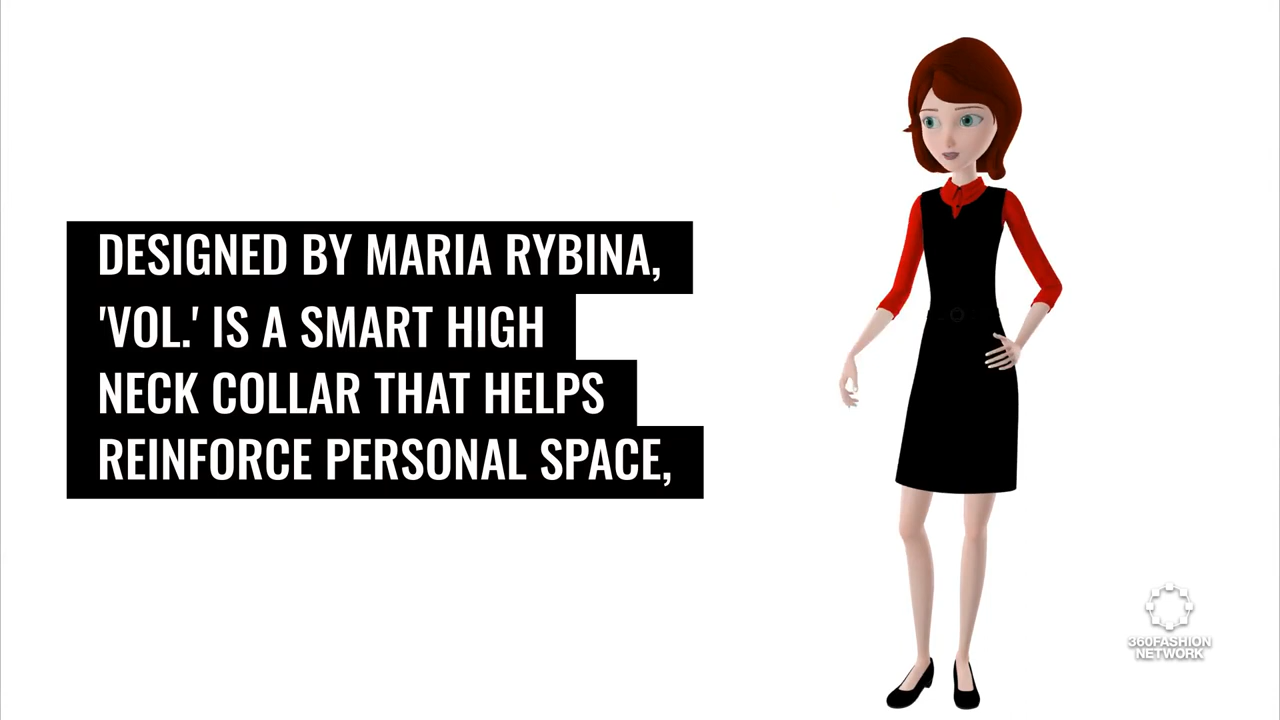 DESIGNED BY MARIA RYBINA,
'VOL.' IS A SMART HIGH
NECK COLLAR THAT HELPS
REINFORCE PERSONAL SPACE,
360FASHION
NETWORK